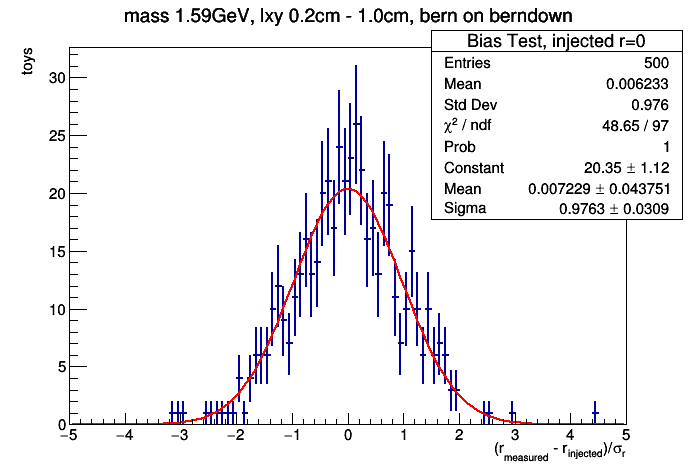 mass 1.59GeV, lxy 0.2cm - 1.0cm, bern on berndown
Bias Test, injected r=0
Entries 500
Mean 0.006233
Std Dev 0.976
χ² / ndf 48.65 / 97
Prob 1
Constant 20.35 ± 1.12
Mean 0.007229 ± 0.043751
Sigma 0.9763 ± 0.0309
toys
30
25
20
15
10
5
0
−5 −4 −3 −2 −1 0 1 2 3 4 5
(r_measured - r_injected)/σ_r